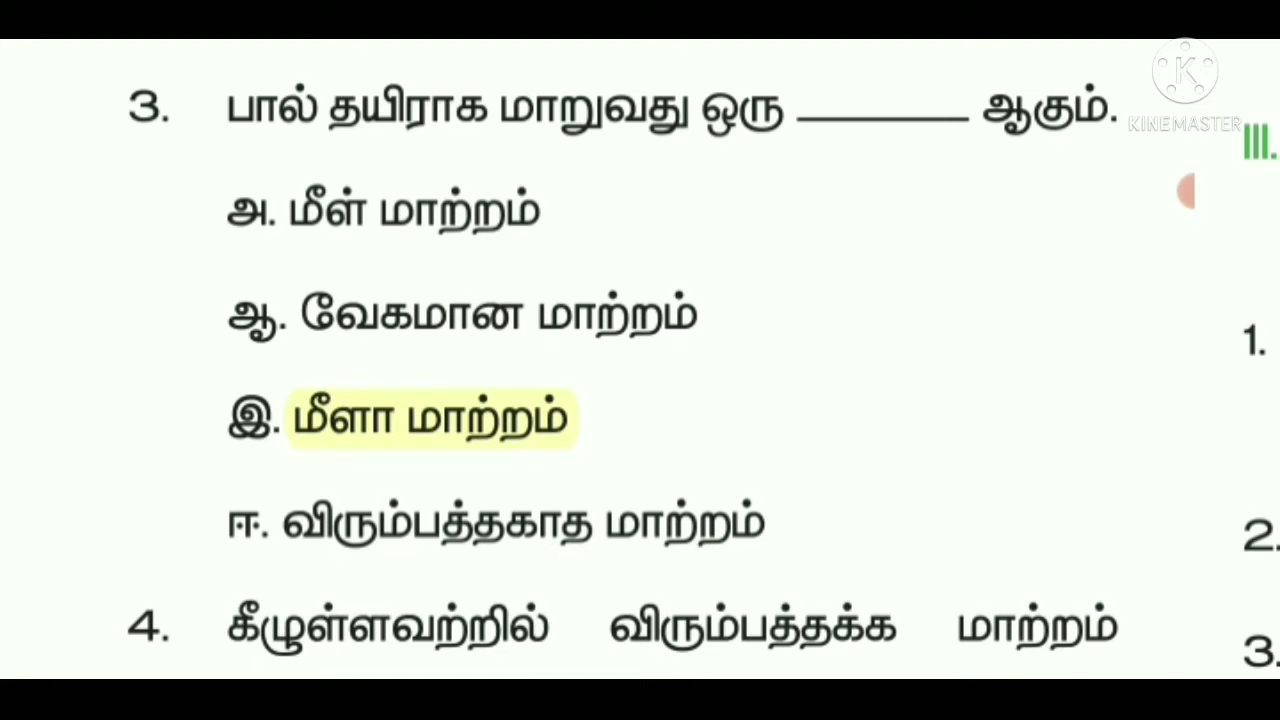 3. பால் தயிராக மாறுவது ஒரு ________ ஆகும்.
KINEMASTER
III.
அ. மீள் மாற்றம்
ஆ. வேகமான மாற்றம்
1.
இ. மீளா மாற்றம்
ஈ. விரும்பத்தகாத மாற்றம்
2.
4. கீழுள்ளவற்றில் விரும்பத்தக்க மாற்றம்
3.